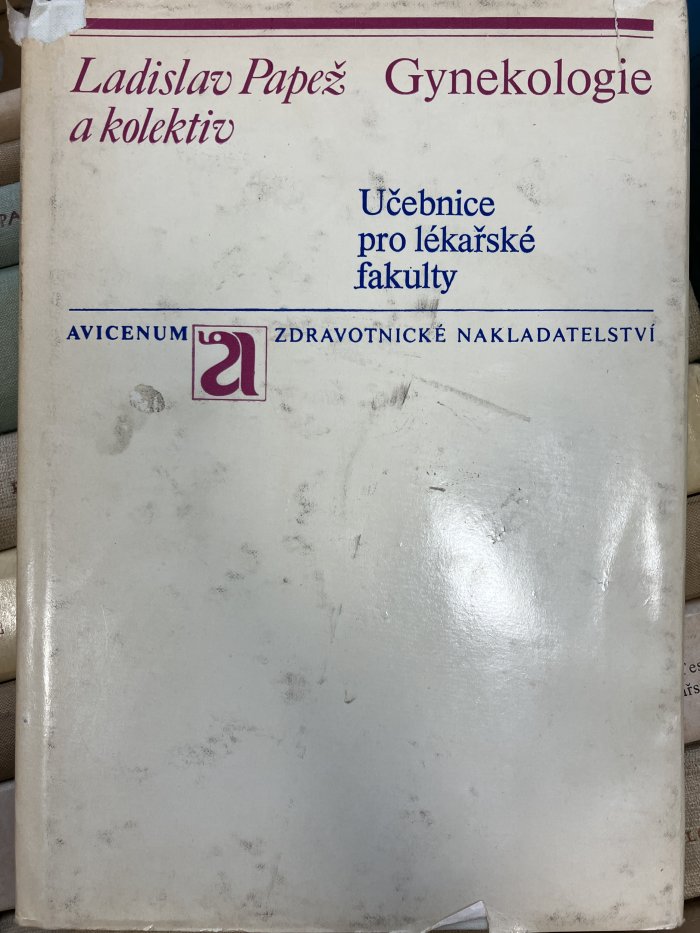 Ladislav Papež Gynekologie
a kolektiv
Učebnice
pro lékařské
fakulty
AVICENUM a ZDRAVOTNICKÉ NAKLADATELSTVÍ